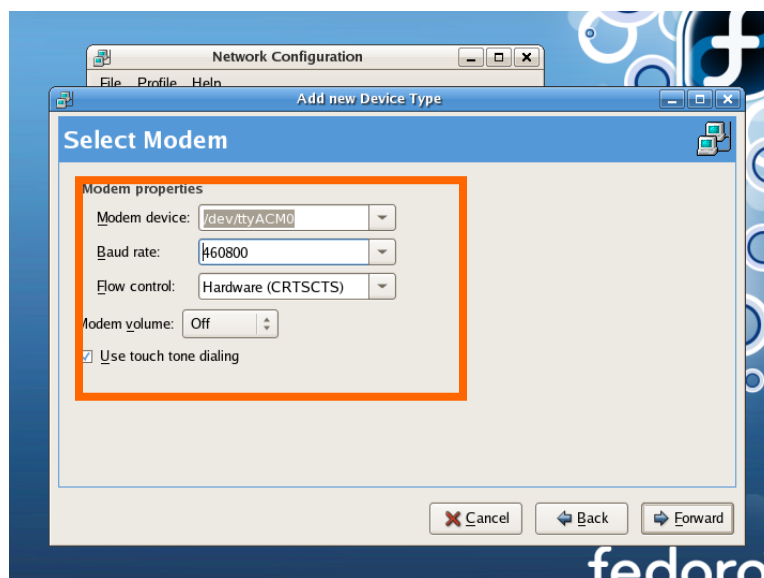 Network Configuration
File Profile Help
Add new Device Type
Select Modem
Modem properties
Modem device: /dev/ttyACM0
Baud rate: 460800
Flow control: Hardware (CRTSCTS)
Modem volume: Off
Use touch tone dialing
Cancel Back Forward
fedora